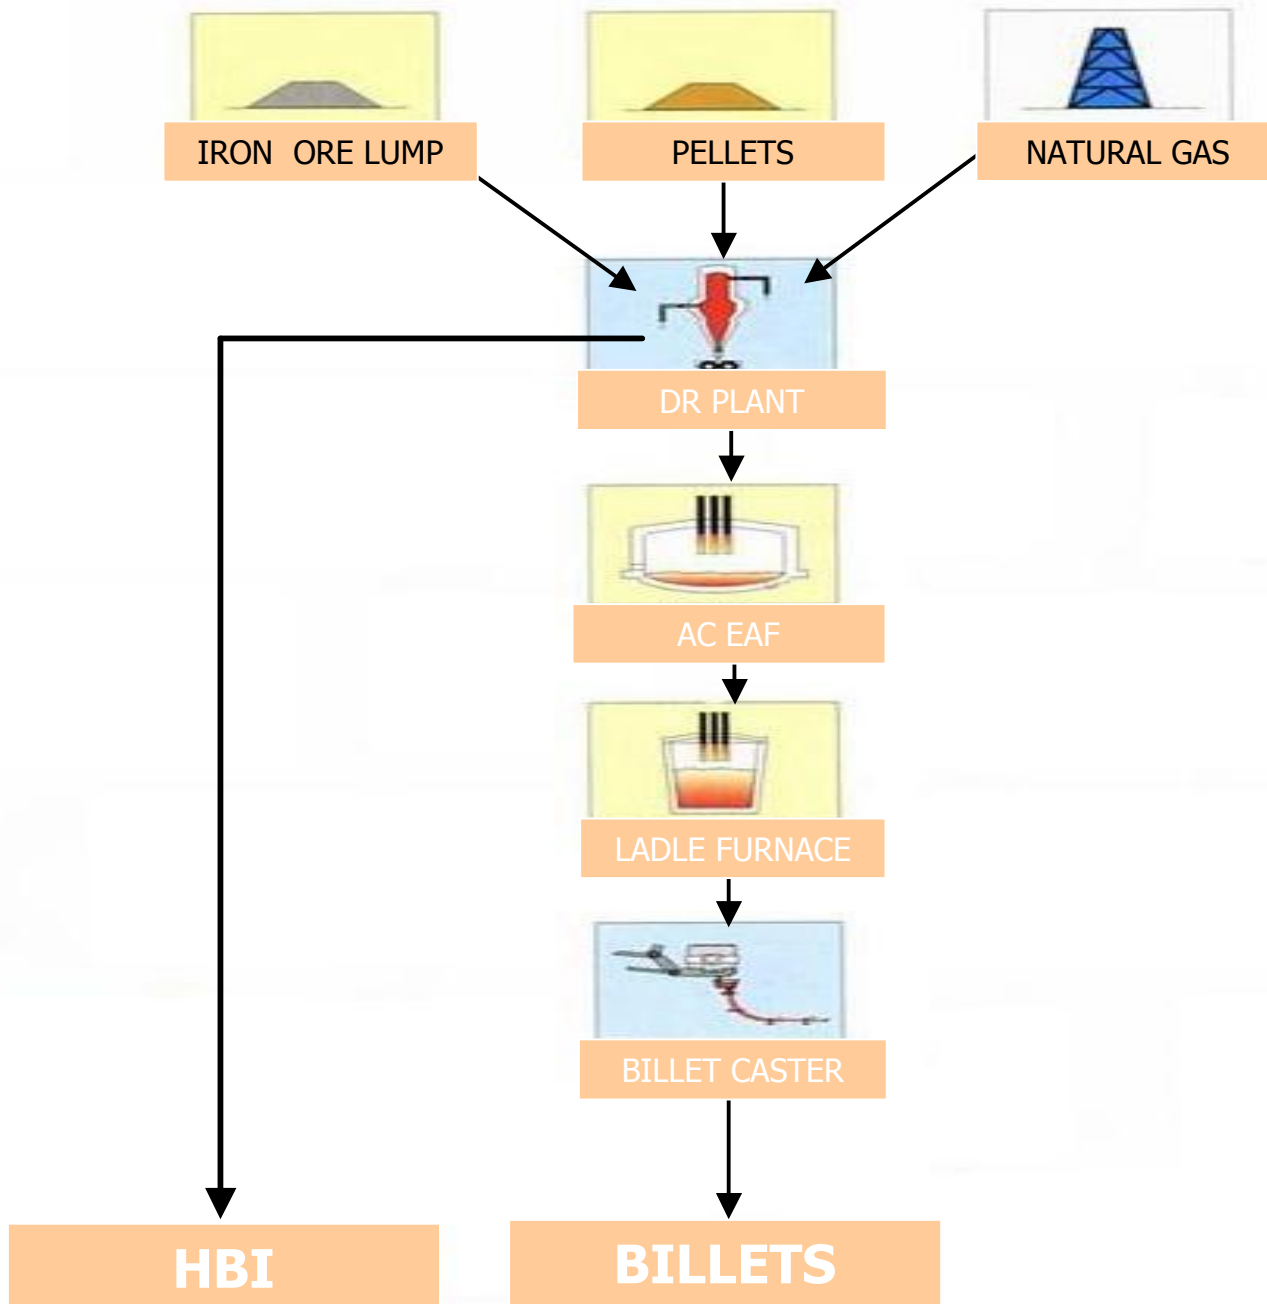 IRON ORE LUMP
PELLETS
NATURAL GAS
DR PLANT
AC EAF
LADLE FURNACE
BILLET CASTER
HBI
BILLETS